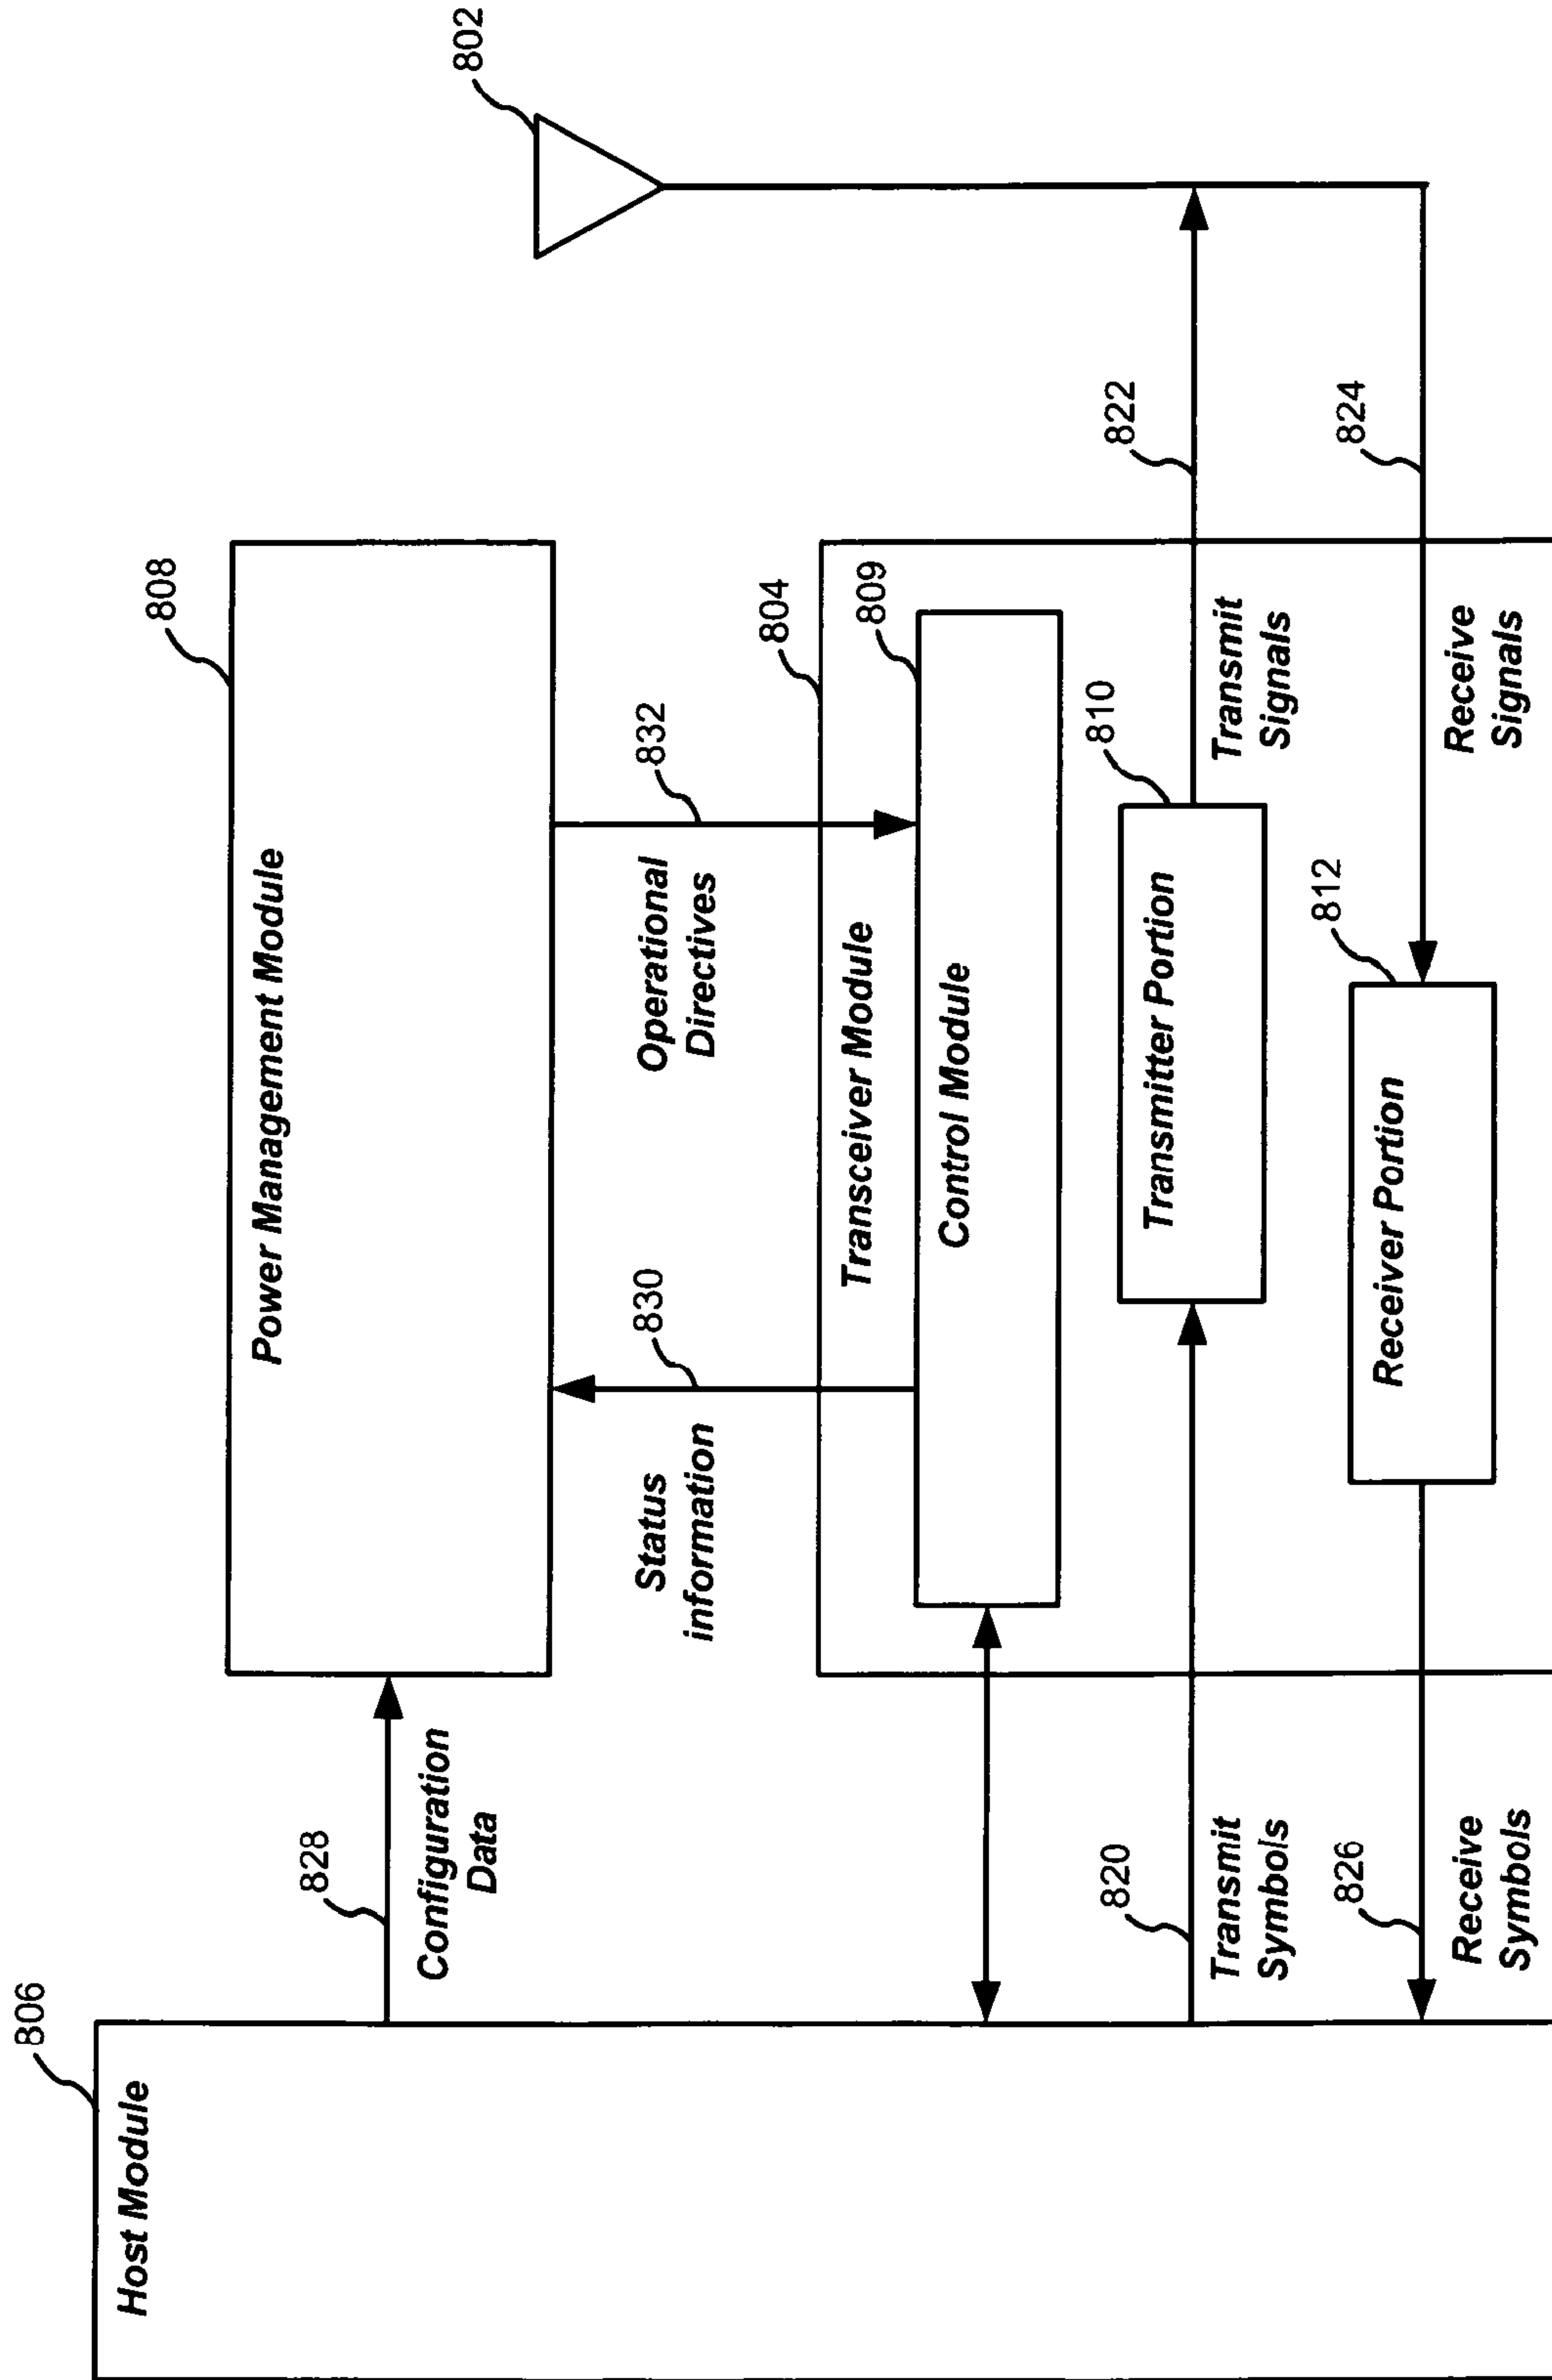 806
Host Module
828
Configuration
Data
808
Power Management Module
830
Status
information
832
Operational
Directives
802
804
Transceiver Module
809
Control Module
820
Transmit
Symbols
810
Transmitter Portion
822
Transmit
Signals
826
Receive
Symbols
812
Receiver Portion
824
Receive
Signals